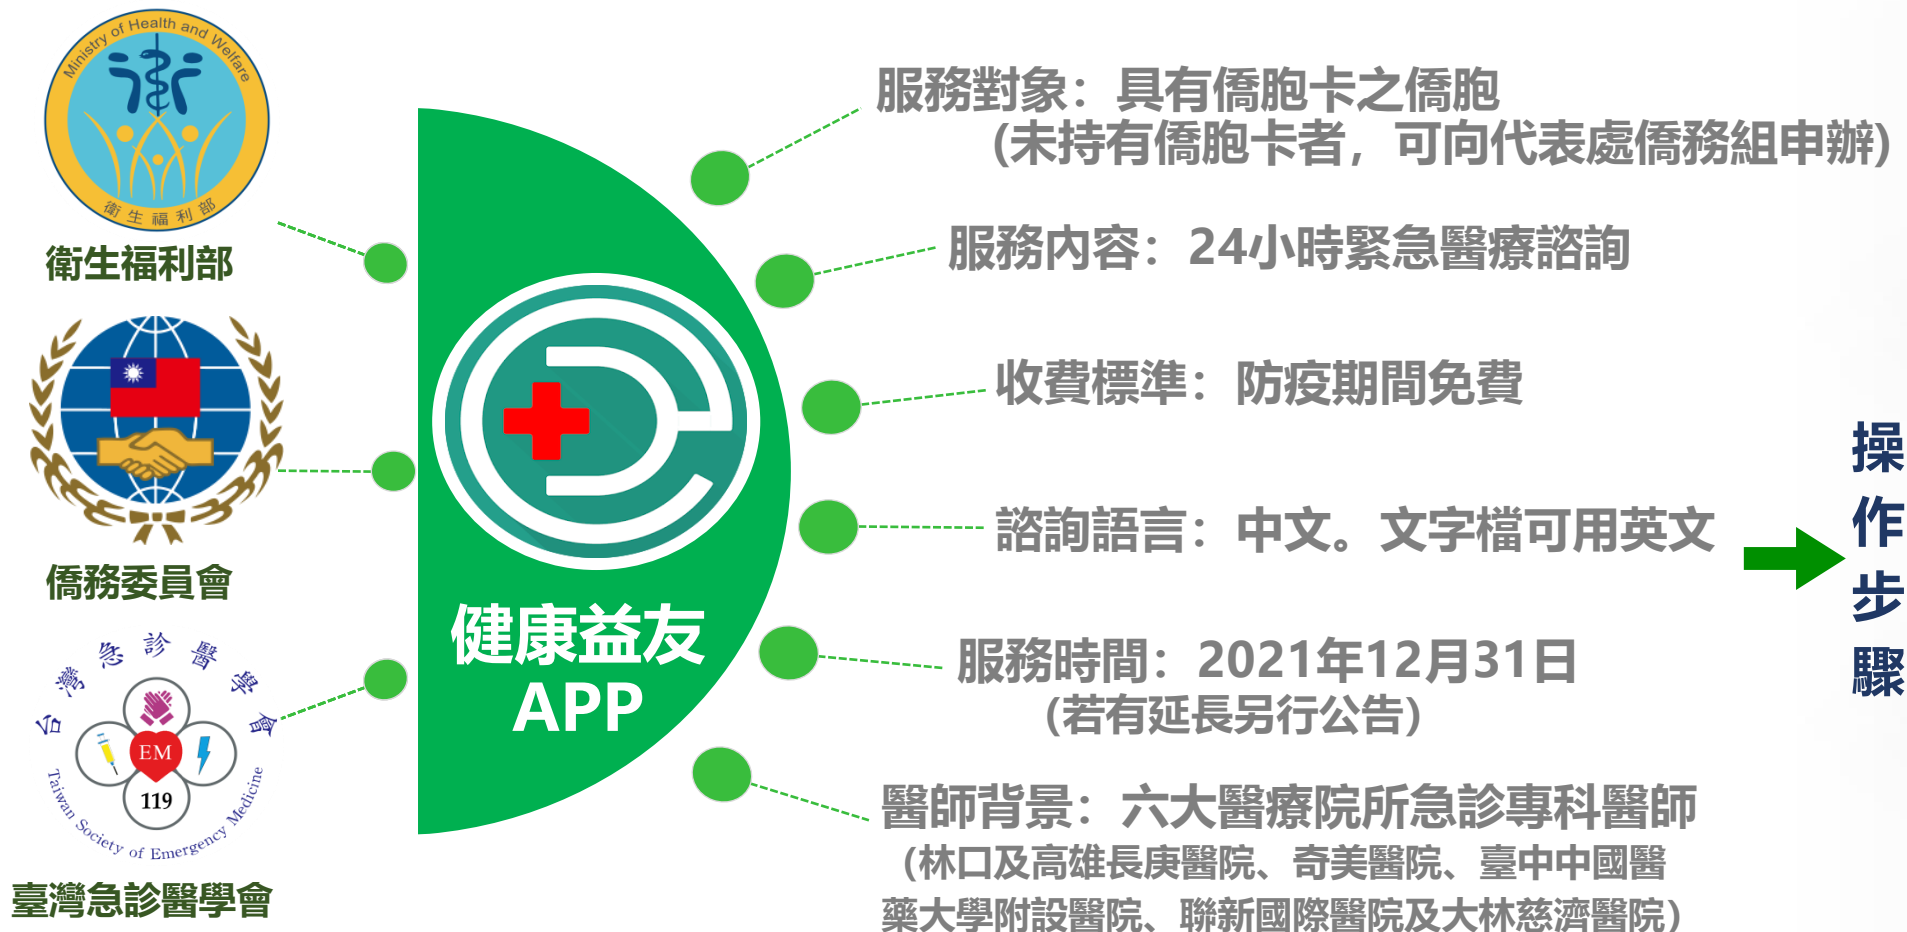 Ministry of Health and Welfare
衛生福利部
衛生福利部
僑務委員會
台灣急診醫學會
EM
119
Taiwan Society of Emergency Medicine
臺灣急診醫學會
健康益友
APP
服務對象：具有僑胞卡之僑胞
(未持有僑胞卡者，可向代表處僑務組申辦)
服務內容：24小時緊急醫療諮詢
收費標準：防疫期間免費
諮詢語言：中文。文字檔可用英文
服務時間：2021年12月31日
(若有延長另行公告)
醫師背景：六大醫療院所急診專科醫師
(林口及高雄長庚醫院、奇美醫院、臺中中國醫
藥大學附設醫院、聯新國際醫院及大林慈濟醫院)
操作步驟